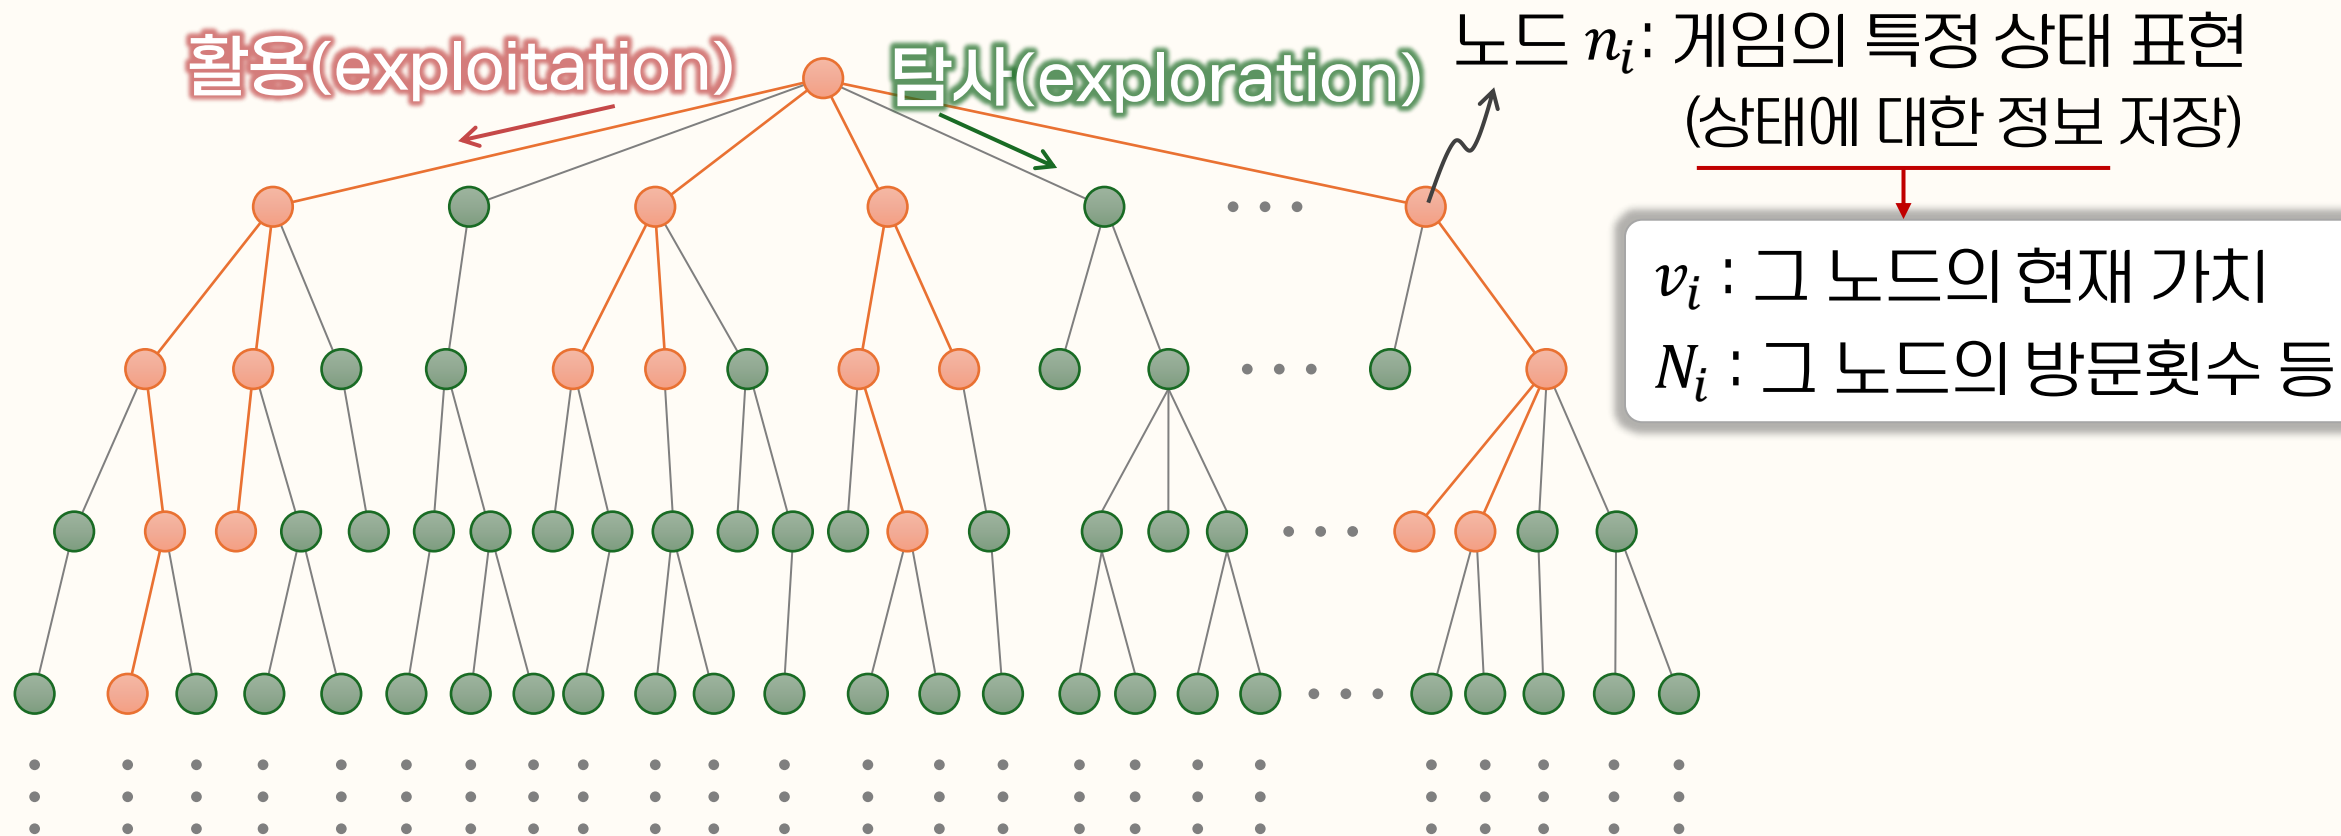 활용(exploitation)
탐사(exploration)
노드 nᵢ: 게임의 특정 상태 표현
(상태에 대한 정보 저장)
vᵢ : 그 노드의 현재 가치
Nᵢ : 그 노드의 방문횟수 등